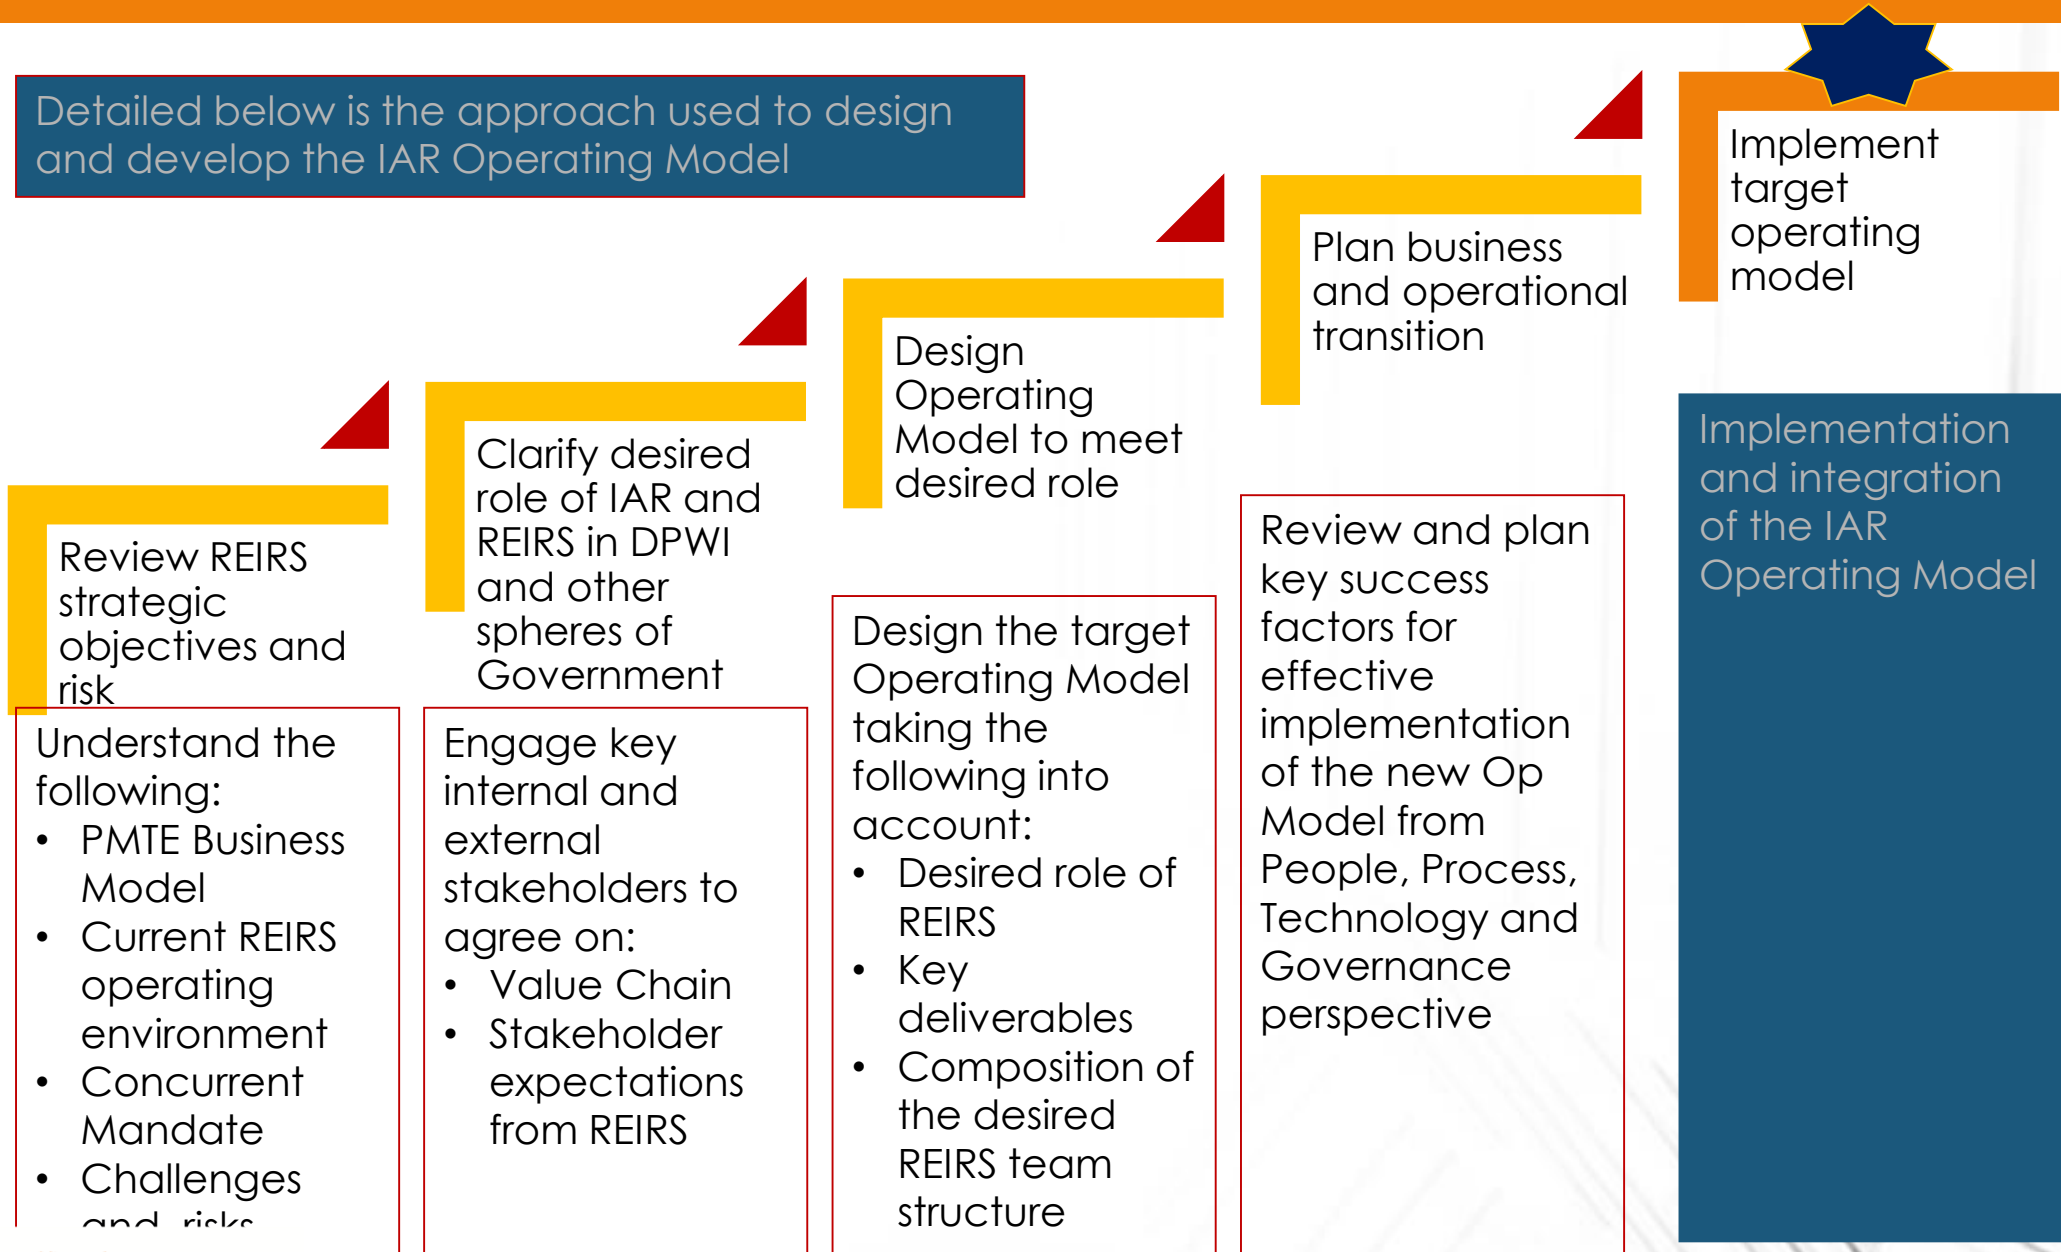 Detailed below is the approach used to design
and develop the IAR Operating Model
Review REIRS
strategic
objectives and
risk
Understand the
following:
• PMTE Business
Model
• Current REIRS
operating
environment
• Concurrent
Mandate
• Challenges
and risks
Clarify desired
role of IAR and
REIRS in DPWI
and other
spheres of
Government
Engage key
internal and
external
stakeholders to
agree on:
• Value Chain
• Stakeholder
expectations
from REIRS
Design
Operating
Model to meet
desired role
Design the target
Operating Model
taking the
following into
account:
• Desired role of
REIRS
• Key
deliverables
• Composition of
the desired
REIRS team
structure
Plan business
and operational
transition
Review and plan
key success
factors for
effective
implementation
of the new Op
Model from
People, Process,
Technology and
Governance
perspective
Implement
target
operating
model
Implementation
and integration
of the IAR
Operating Model